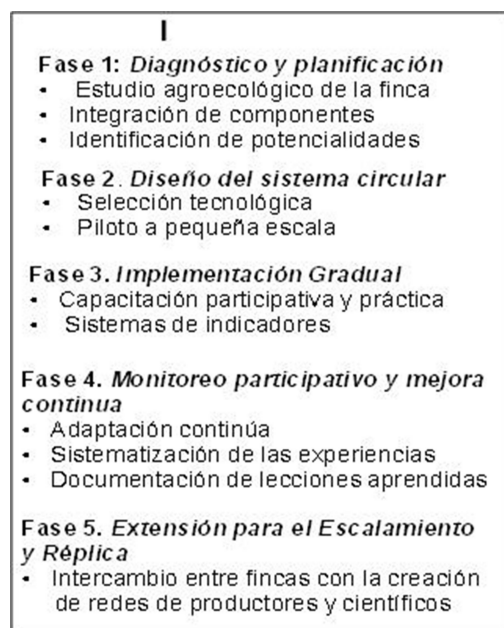 I
Fase 1: Diagnóstico y planificación
• Estudio agroecológico de la finca
• Integración de componentes
• Identificación de potencialidades
Fase 2. Diseño del sistema circular
• Selección tecnológica
• Piloto a pequeña escala
Fase 3. Implementación Gradual
• Capacitación participativa y práctica
• Sistemas de indicadores
Fase 4. Monitoreo participativo y mejora
continua
• Adaptación continúa
• Sistematización de las experiencias
• Documentación de lecciones aprendidas
Fase 5. Extensión para el Escalamiento
y Réplica
• Intercambio entre fincas con la creación
de redes de productores y científicos